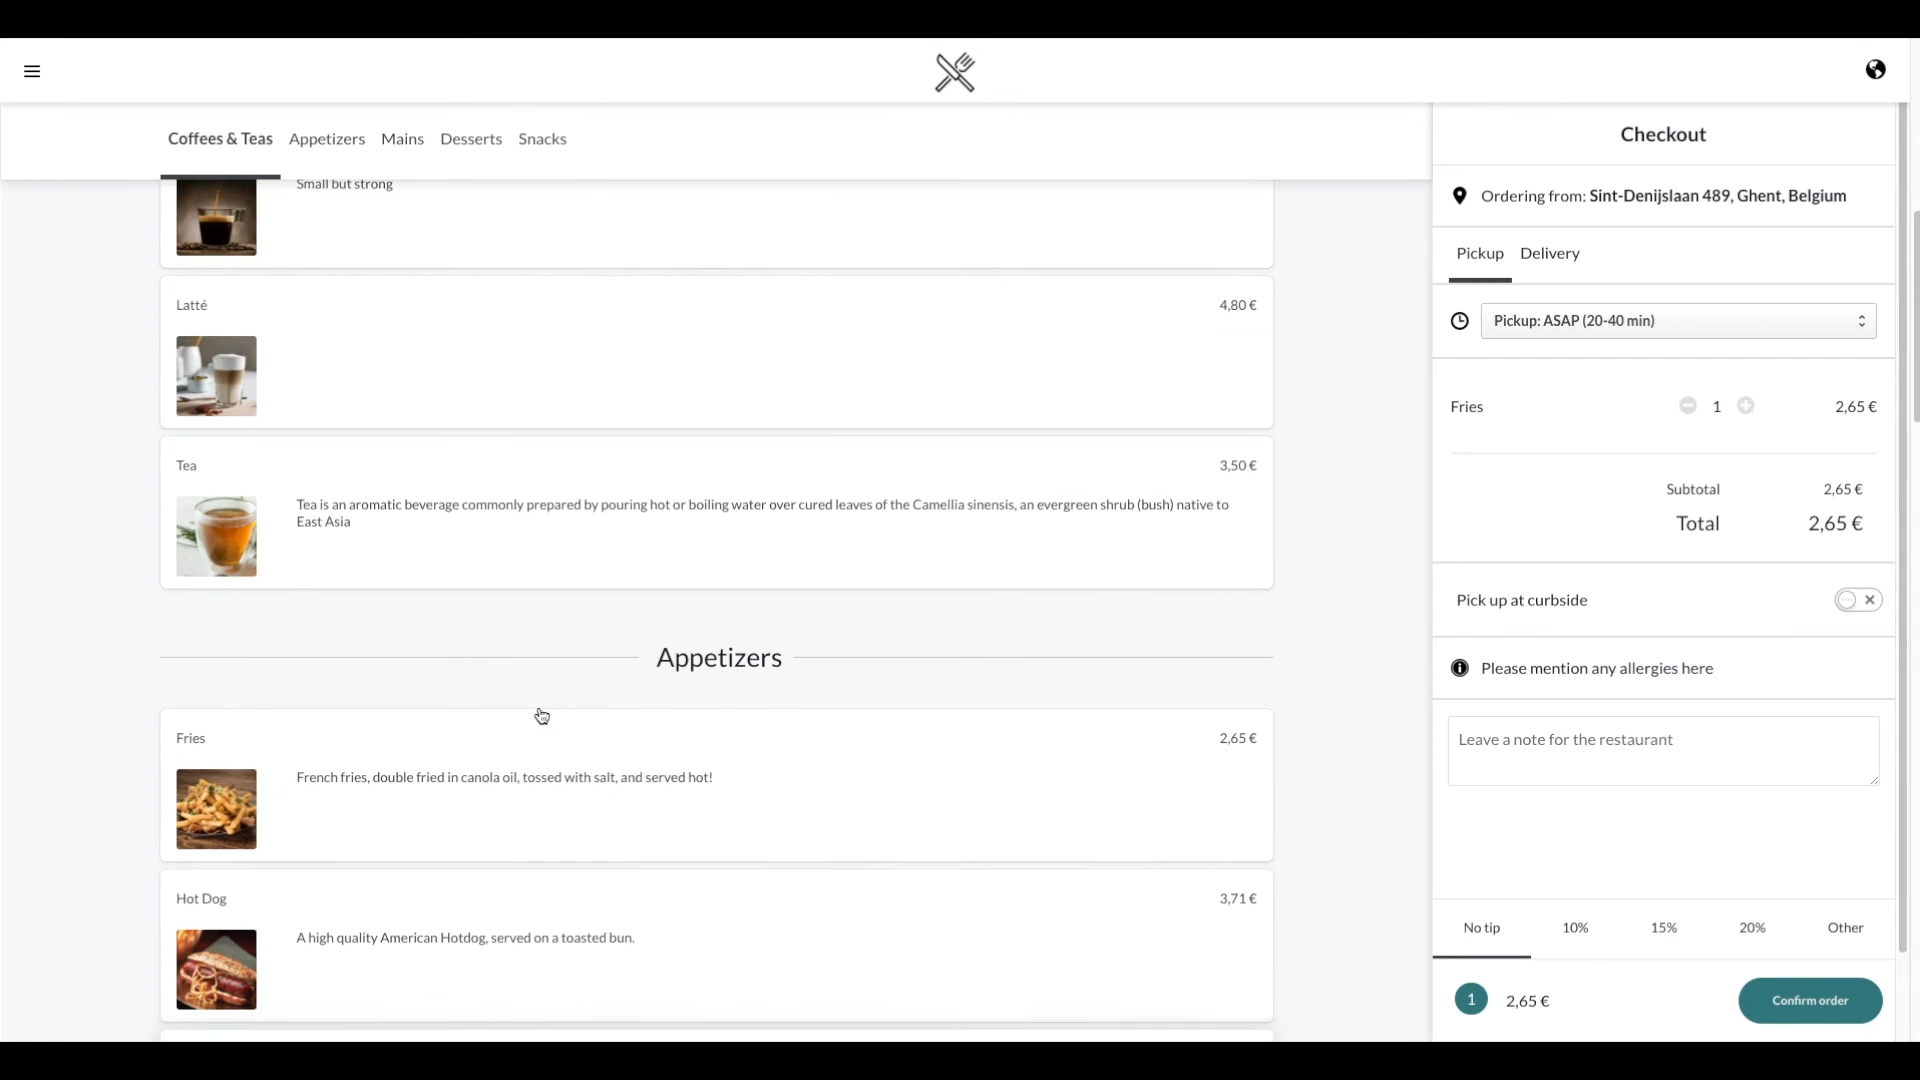 Coffees & Teas Appetizers Mains Desserts Snacks
Small but strong
Latté 4,80 €
Tea 3,50 €
Tea is an aromatic beverage commonly prepared by pouring hot or boiling water over cured leaves of the Camellia sinensis, an evergreen shrub (bush) native to
East Asia
Appetizers
Fries 2,65 €
French fries, double fried in canola oil, tossed with salt, and served hot!
Hot Dog 3,71 €
A high quality American Hotdog, served on a toasted bun.
Checkout
Ordering from: Sint-Denijslaan 489, Ghent, Belgium
Pickup Delivery
Pickup: ASAP (20-40 min)
Fries 1 2,65 €
Subtotal 2,65 €
Total 2,65 €
Pick up at curbside
Please mention any allergies here
Leave a note for the restaurant
No tip 10% 15% 20% Other
1 2,65 € Confirm order